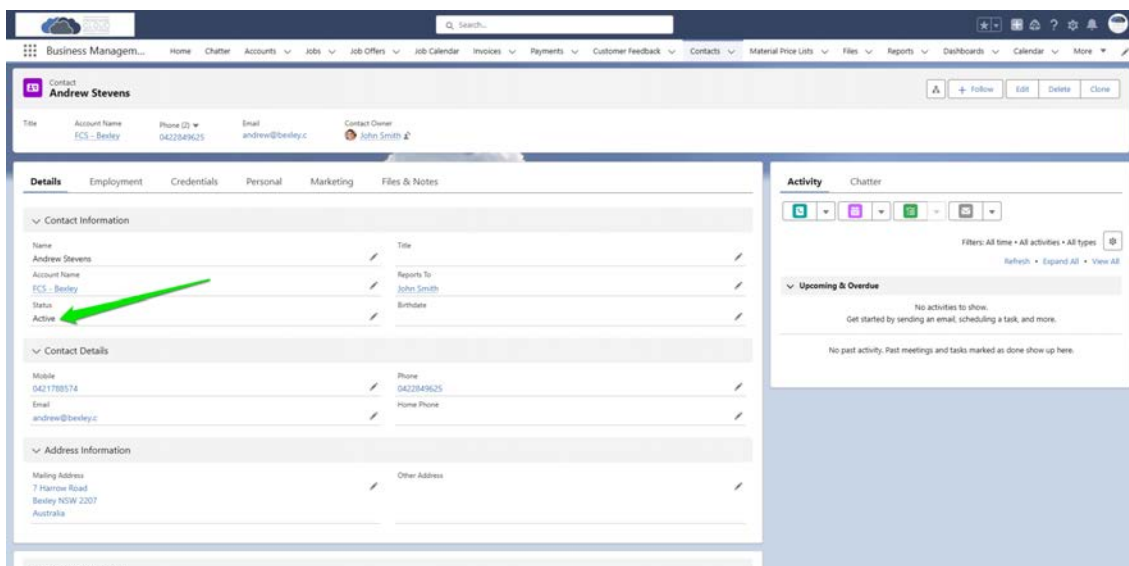 Search...
Business Managem... Home Chatter Accounts Jobs Job Offers Job Calendar Invoices Payments Customer Feedback Contacts Material Price Lists Files Reports Dashboards Calendar More
Contact
Andrew Stevens
+ Follow Edit Delete Clone
Title Account Name Phone (2) Email Contact Owner
FCS - Bexley 0422849625 andrew@bexley.c John Smith
Details Employment Credentials Personal Marketing Files & Notes
Activity Chatter
Contact Information
Name Title
Andrew Stevens
Account Name Reports To
FCS - Bexley John Smith
Status Birthdate
Active
Filters: All time • All activities • All types
Refresh • Expand All • View All
Upcoming & Overdue
No activities to show.
Get started by sending an email, scheduling a task, and more.
No past activity. Past meetings and tasks marked as done show up here.
Contact Details
Mobile Phone
0421788574 0422849625
Email Home Phone
andrew@bexley.c
Address Information
Mailing Address Other Address
7 Harrow Road
Bexley NSW 2207
Australia